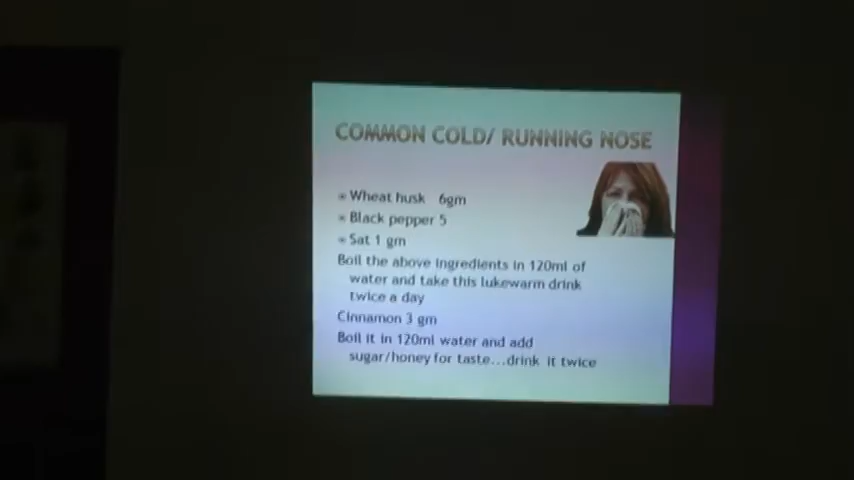 COMMON COLD/ RUNNING NOSE
Wheat husk 6gm
Black pepper 5
Sat 1 gm
Boil the above ingredients in 120ml of
water and take this lukewarm drink
twice a day
Cinnamon 3 gm
Boil it in 120ml water and add
sugar/honey for taste...drink it twice